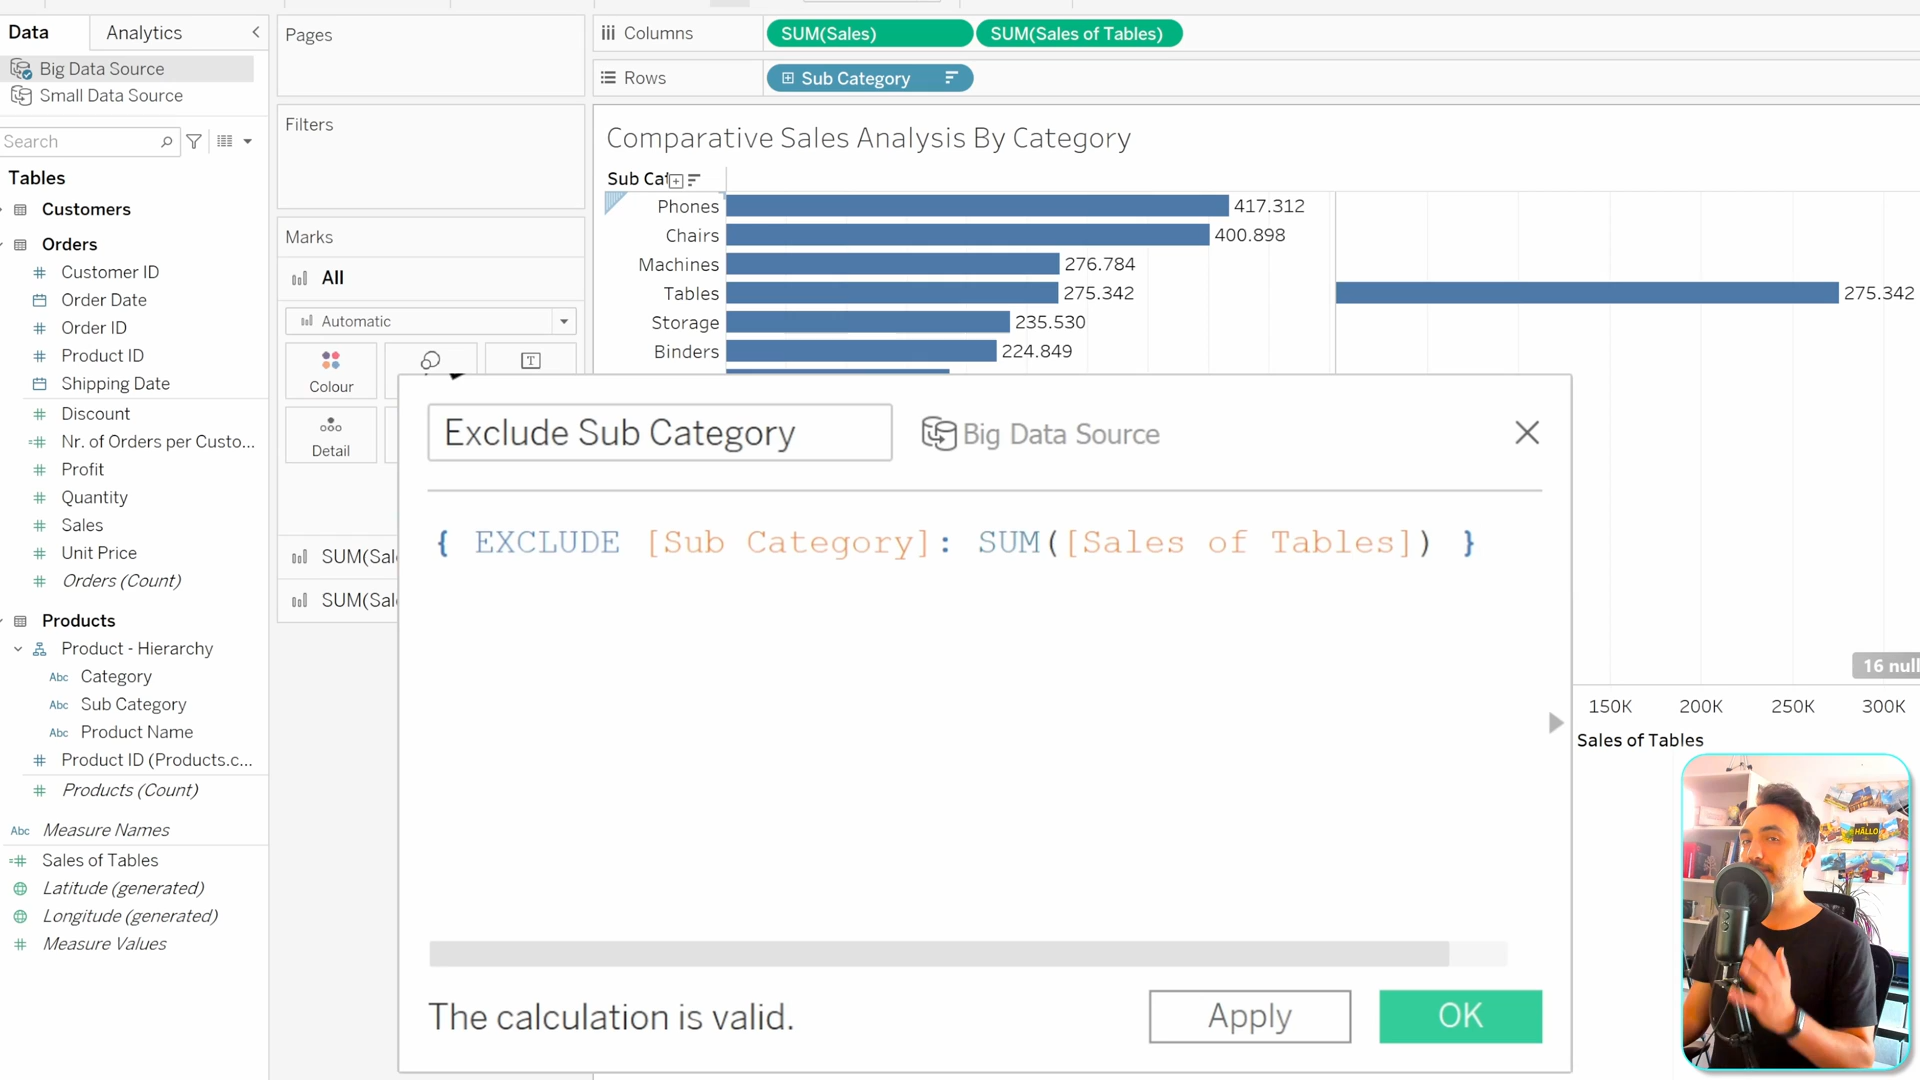 Data
Analytics
Big Data Source
Small Data Source
Search
Tables
Customers
Orders
Customer ID
Order Date
Order ID
Product ID
Shipping Date
Discount
Nr. of Orders per Custo...
Profit
Quantity
Sales
Unit Price
Orders (Count)
Products
Product - Hierarchy
Abc Category
Abc Sub Category
Abc Product Name
Product ID (Products.c...
Products (Count)
Abc Measure Names
Sales of Tables
Latitude (generated)
Longitude (generated)
Measure Values
Pages
Filters
Marks
All
Automatic
Colour
T
Detail
SUM(Sal
SUM(Sal
Columns
SUM(Sales)
SUM(Sales of Tables)
Rows
Sub Category
Comparative Sales Analysis By Category
Sub Cat
Phones 417.312
Chairs 400.898
Machines 276.784
Tables 275.342 275.342
Storage 235.530
Binders 224.849
Exclude Sub Category
Big Data Source
{ EXCLUDE [Sub Category]: SUM([Sales of Tables]) }
The calculation is valid.
Apply
OK
16 null
150K 200K 250K 300K
Sales of Tables
HALLO